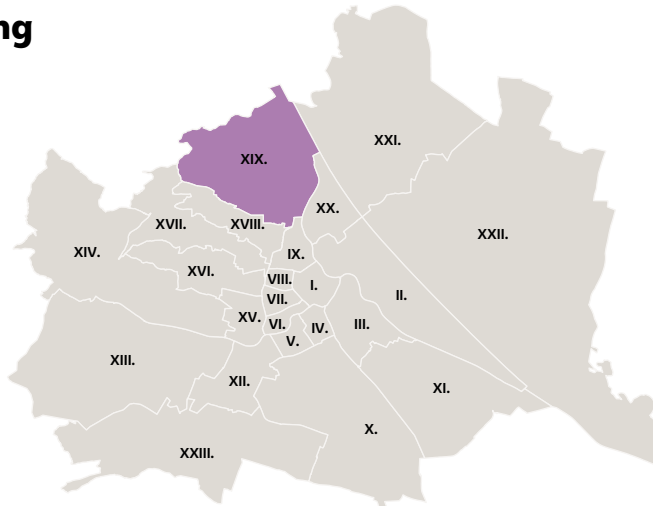 ng
XXI.
XIX.
XX.
XVII.
XVIII.
XXII.
XIV.
IX.
XVI.
VIII.
I.
VII.
II.
XV.
VI.
IV.
III.
V.
XIII.
XII.
XI.
X.
XXIII.